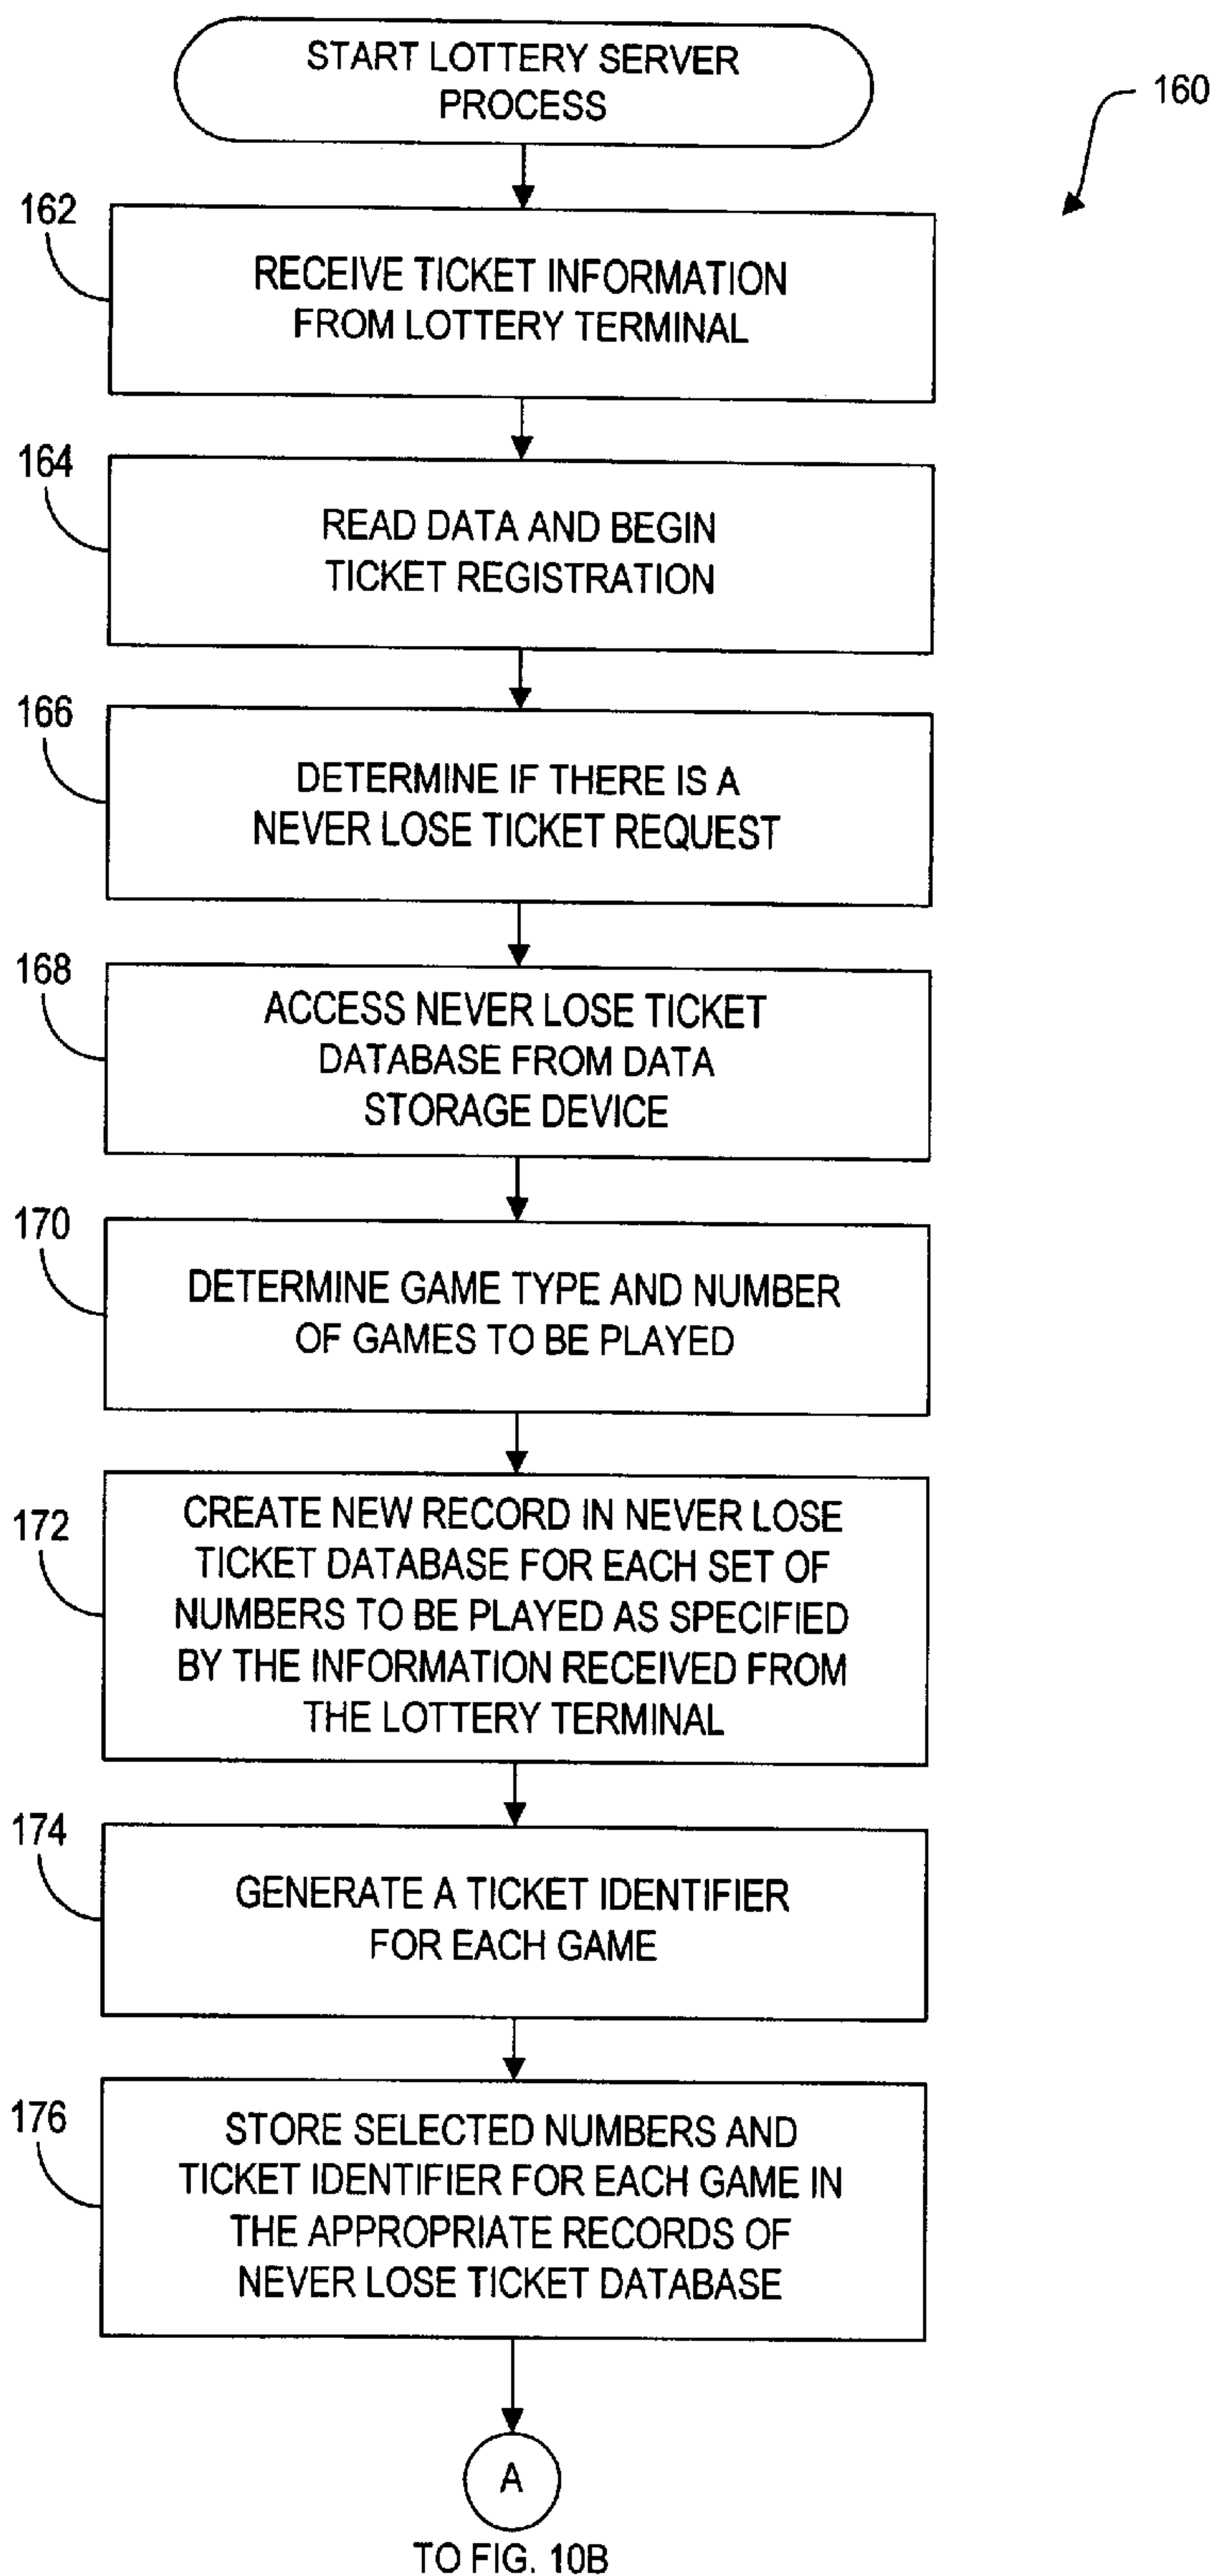 START LOTTERY SERVER
PROCESS
160
162
RECEIVE TICKET INFORMATION
FROM LOTTERY TERMINAL
164
READ DATA AND BEGIN
TICKET REGISTRATION
166
DETERMINE IF THERE IS A
NEVER LOSE TICKET REQUEST
168
ACCESS NEVER LOSE TICKET
DATABASE FROM DATA
STORAGE DEVICE
170
DETERMINE GAME TYPE AND NUMBER
OF GAMES TO BE PLAYED
172
CREATE NEW RECORD IN NEVER LOSE
TICKET DATABASE FOR EACH SET OF
NUMBERS TO BE PLAYED AS SPECIFIED
BY THE INFORMATION RECEIVED FROM
THE LOTTERY TERMINAL
174
GENERATE A TICKET IDENTIFIER
FOR EACH GAME
176
STORE SELECTED NUMBERS AND
TICKET IDENTIFIER FOR EACH GAME IN
THE APPROPRIATE RECORDS OF
NEVER LOSE TICKET DATABASE
A
TO FIG. 10B